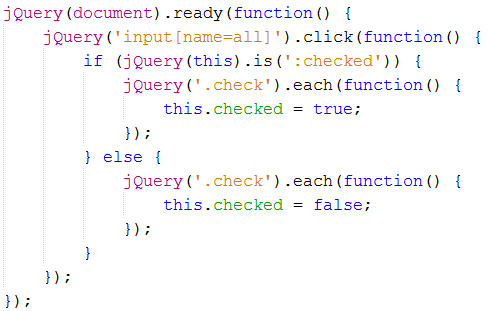 jQuery(document).ready(function() {
    jQuery('input[name=all]').click(function() {
        if (jQuery(this).is(':checked')) {
            jQuery('.check').each(function() {
                this.checked = true;
            });
        } else {
            jQuery('.check').each(function() {
                this.checked = false;
            });
        }
    });
});